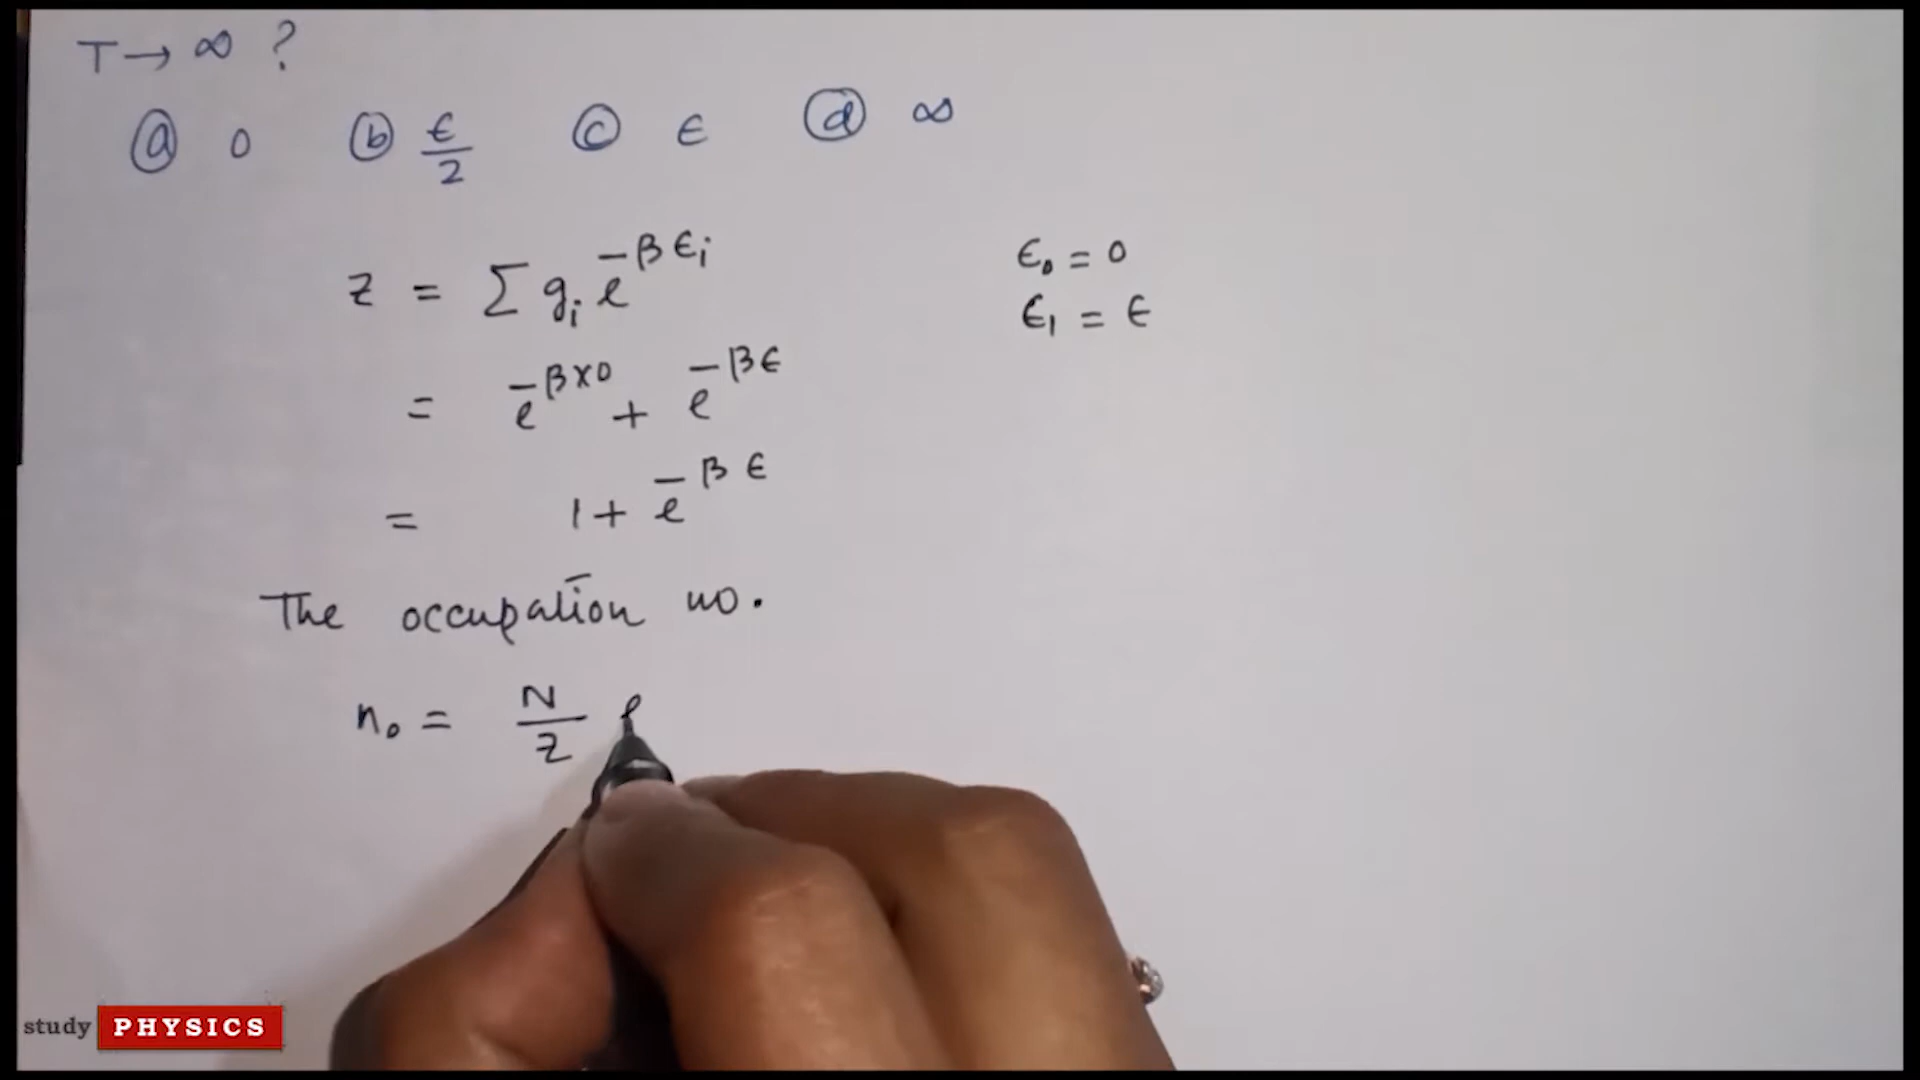 T → ∞ ?
ⓐ 0 ⓑ ϵ/2 ⓒ ϵ ⓓ ∞
Z = Σ gᵢ e^-βϵᵢ
ϵ₀ = 0
ϵ₁ = ϵ
= e^-β×0 + e^-βϵ
= 1 + e^-βϵ
The occupation no.
n₀ = N/Z e
study PHYSICS